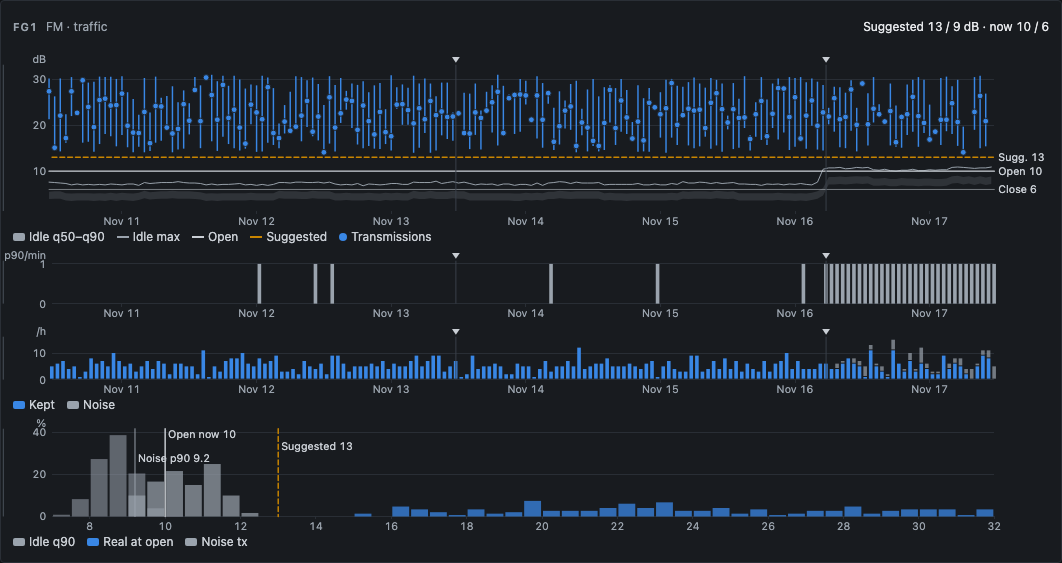 FG1 FM · traffic Suggested 13 / 9 dB · now 10 / 6
dB
30
20
Sugg. 13
10 Open 10
Close 6
Nov 11 Nov 12 Nov 13 Nov 14 Nov 15 Nov 16 Nov 17
Idle q50–q90 Idle max Open Suggested Transmissions
p90/min
1
0
Nov 11 Nov 12 Nov 13 Nov 14 Nov 15 Nov 16 Nov 17
/h
10
0
Nov 11 Nov 12 Nov 13 Nov 14 Nov 15 Nov 16 Nov 17
Kept Noise
%
40 Open now 10
Suggested 13
Noise p90 9.2
20
0
8 10 12 14 16 18 20 22 24 26 28 30 32
Idle q90 Real at open Noise tx